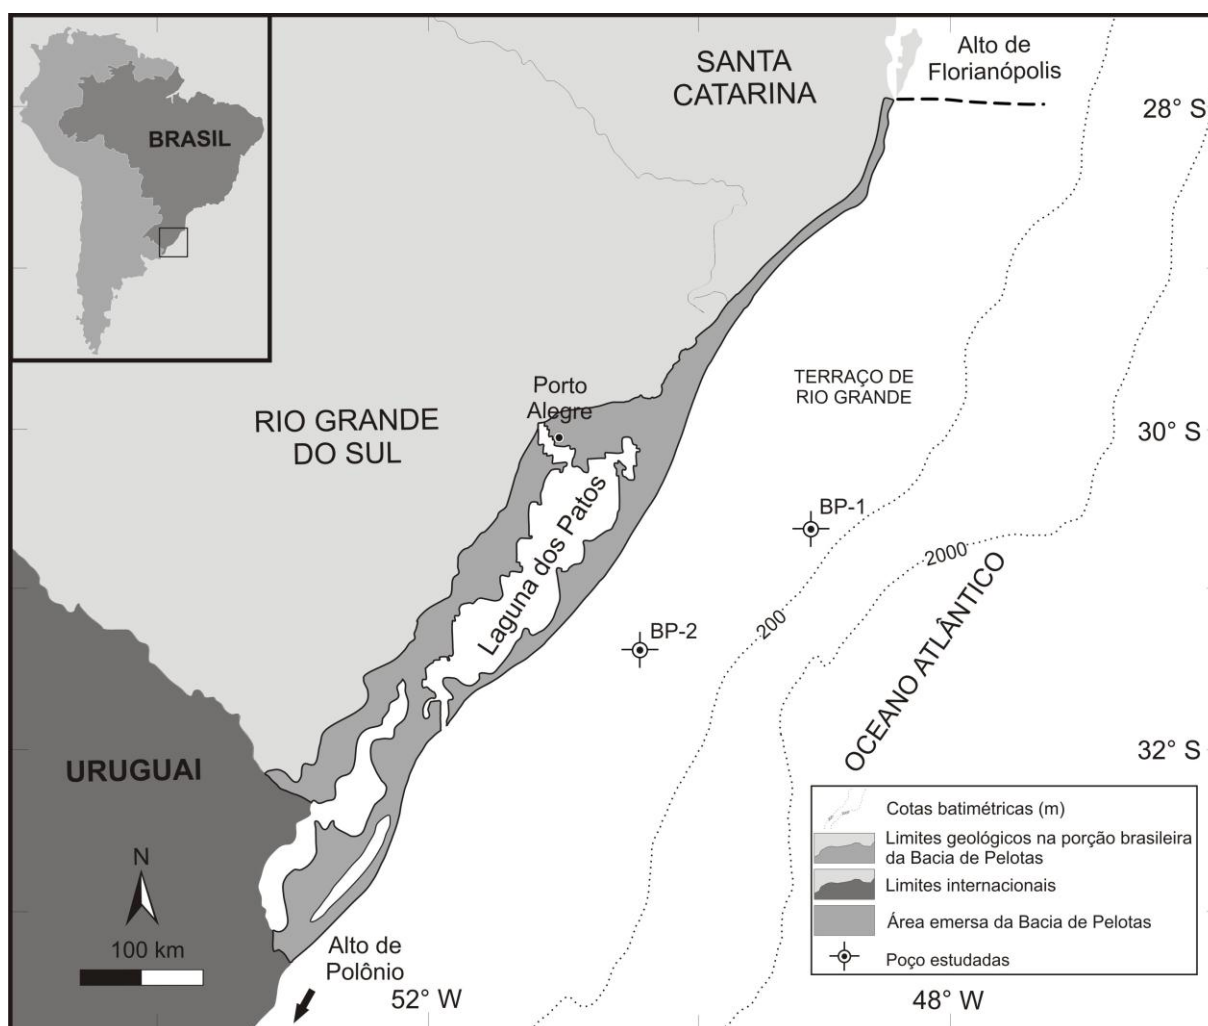 BRASIL
SANTA
CATARINA
Alto de
Florianópolis
28° S
TERRAÇO DE
RIO GRANDE
Porto
Alegre
RIO GRANDE
DO SUL
30° S
Laguna dos Patos
BP-1
2000
BP-2
200
OCEANO ATLÂNTICO
URUGUAI
32° S
N
100 km
Alto de
Polônio
52° W
48° W
Cotas batimétricas (m)
Limites geológicos na porção brasileira
da Bacia de Pelotas
Limites internacionais
Área emersa da Bacia de Pelotas
Poço estudadas